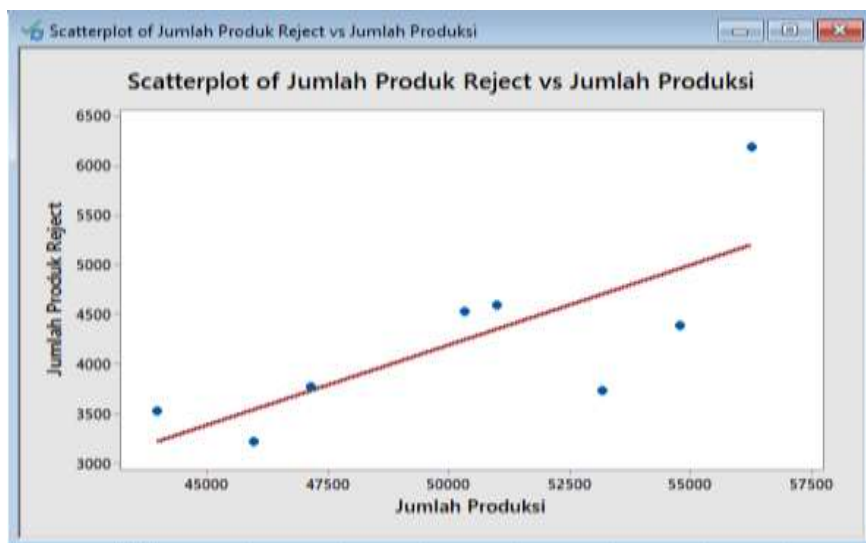 Scatterplot of Jumlah Produk Reject vs Jumlah Produksi
Scatterplot of Jumlah Produk Reject vs Jumlah Produksi
6500
6000
5500
5000
4500
4000
3500
3000
Jumlah Produk Reject
45000 47500 50000 52500 55000 57500
Jumlah Produksi